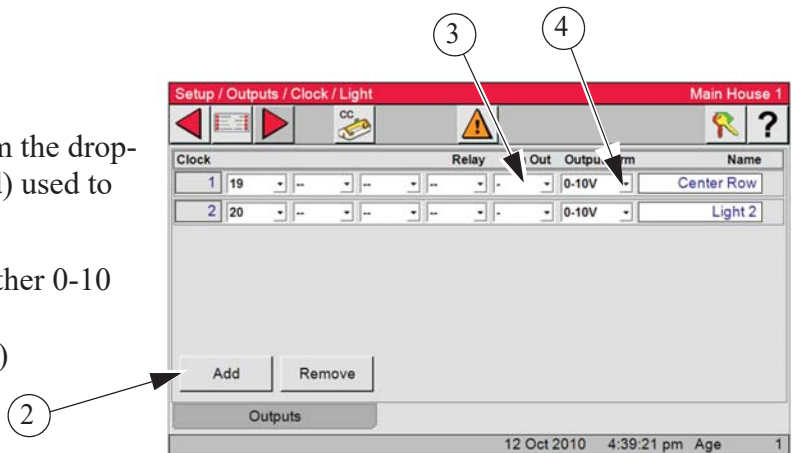 3
4
m the drop-
) used to
ther 0-10
)
2
Setup / Outputs / Clock / Light Main House 1
CC
?
Clock Relay Out Outpu rm Name
1 19 -- -- -- - 0-10V Center Row
2 20 -- -- -- - 0-10V Light 2
Add Remove
Outputs
12 Oct 2010 4:39:21 pm Age 1